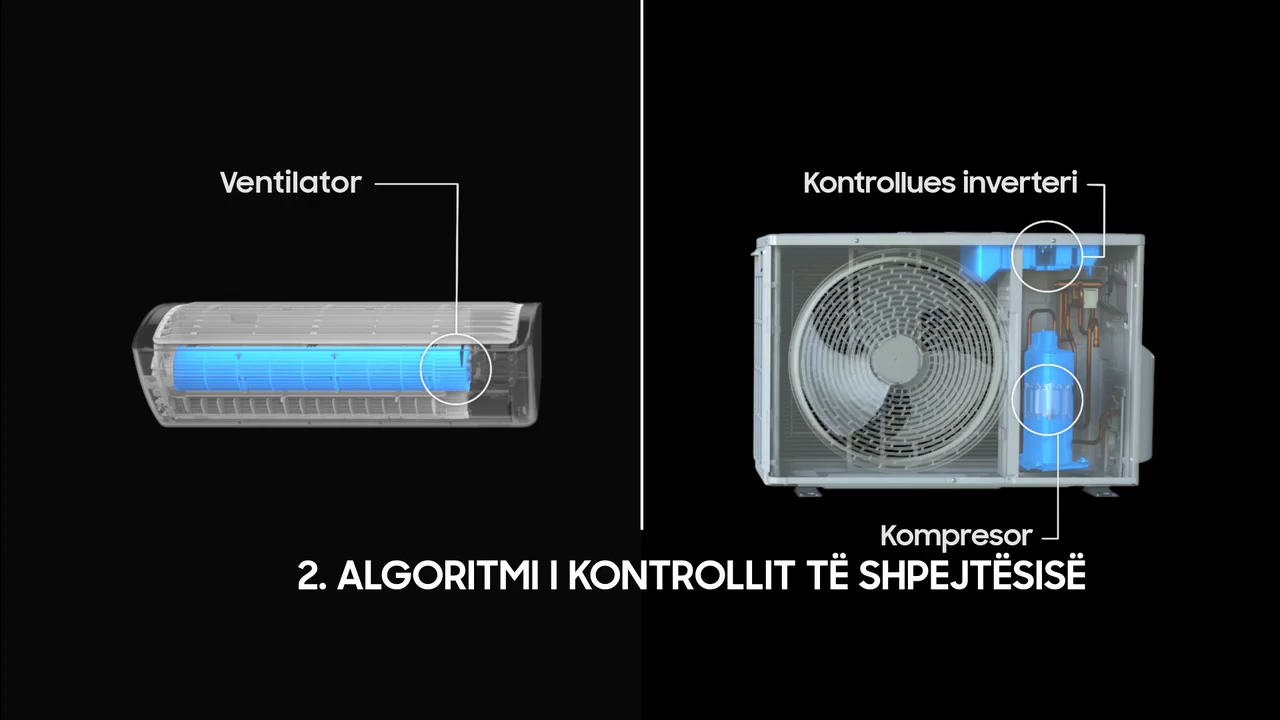 Ventilator
Kontrollues inverteri
Kompresor
2. ALGORITMI I KONTROLLIT TË SHPEJTËSISË